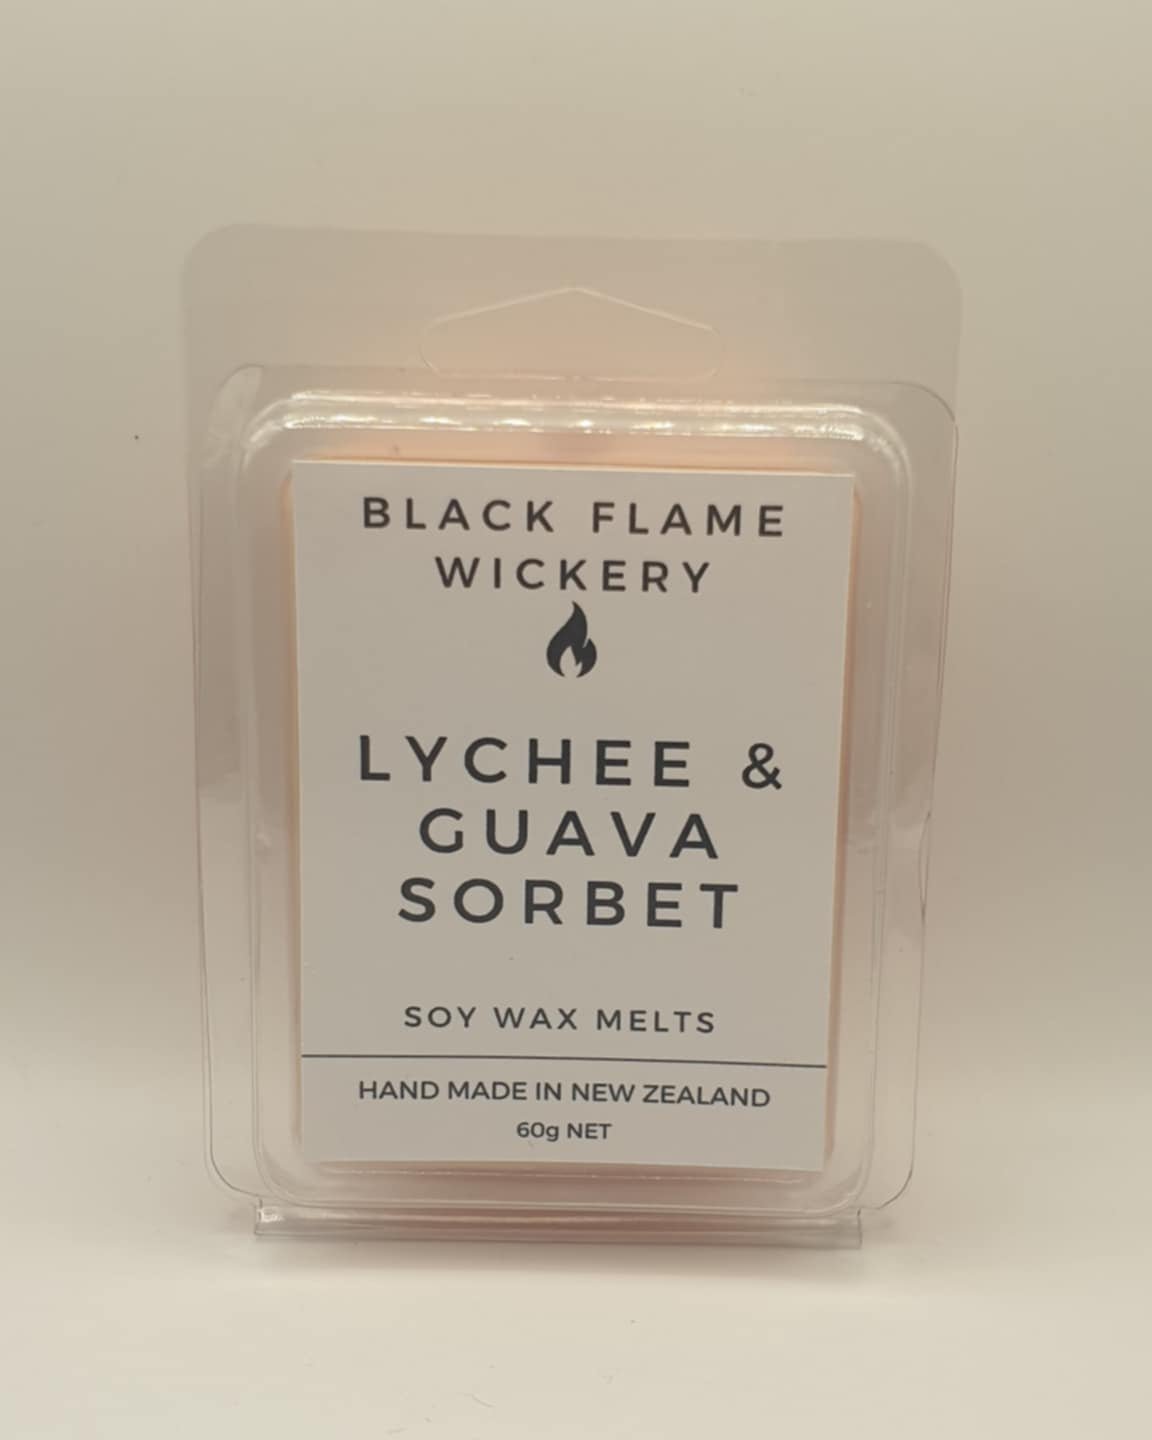 BLACK FLAME
WICKERY
LYCHEE &
GUAVA
SORBET
SOY WAX MELTS
HAND MADE IN NEW ZEALAND
60g NET